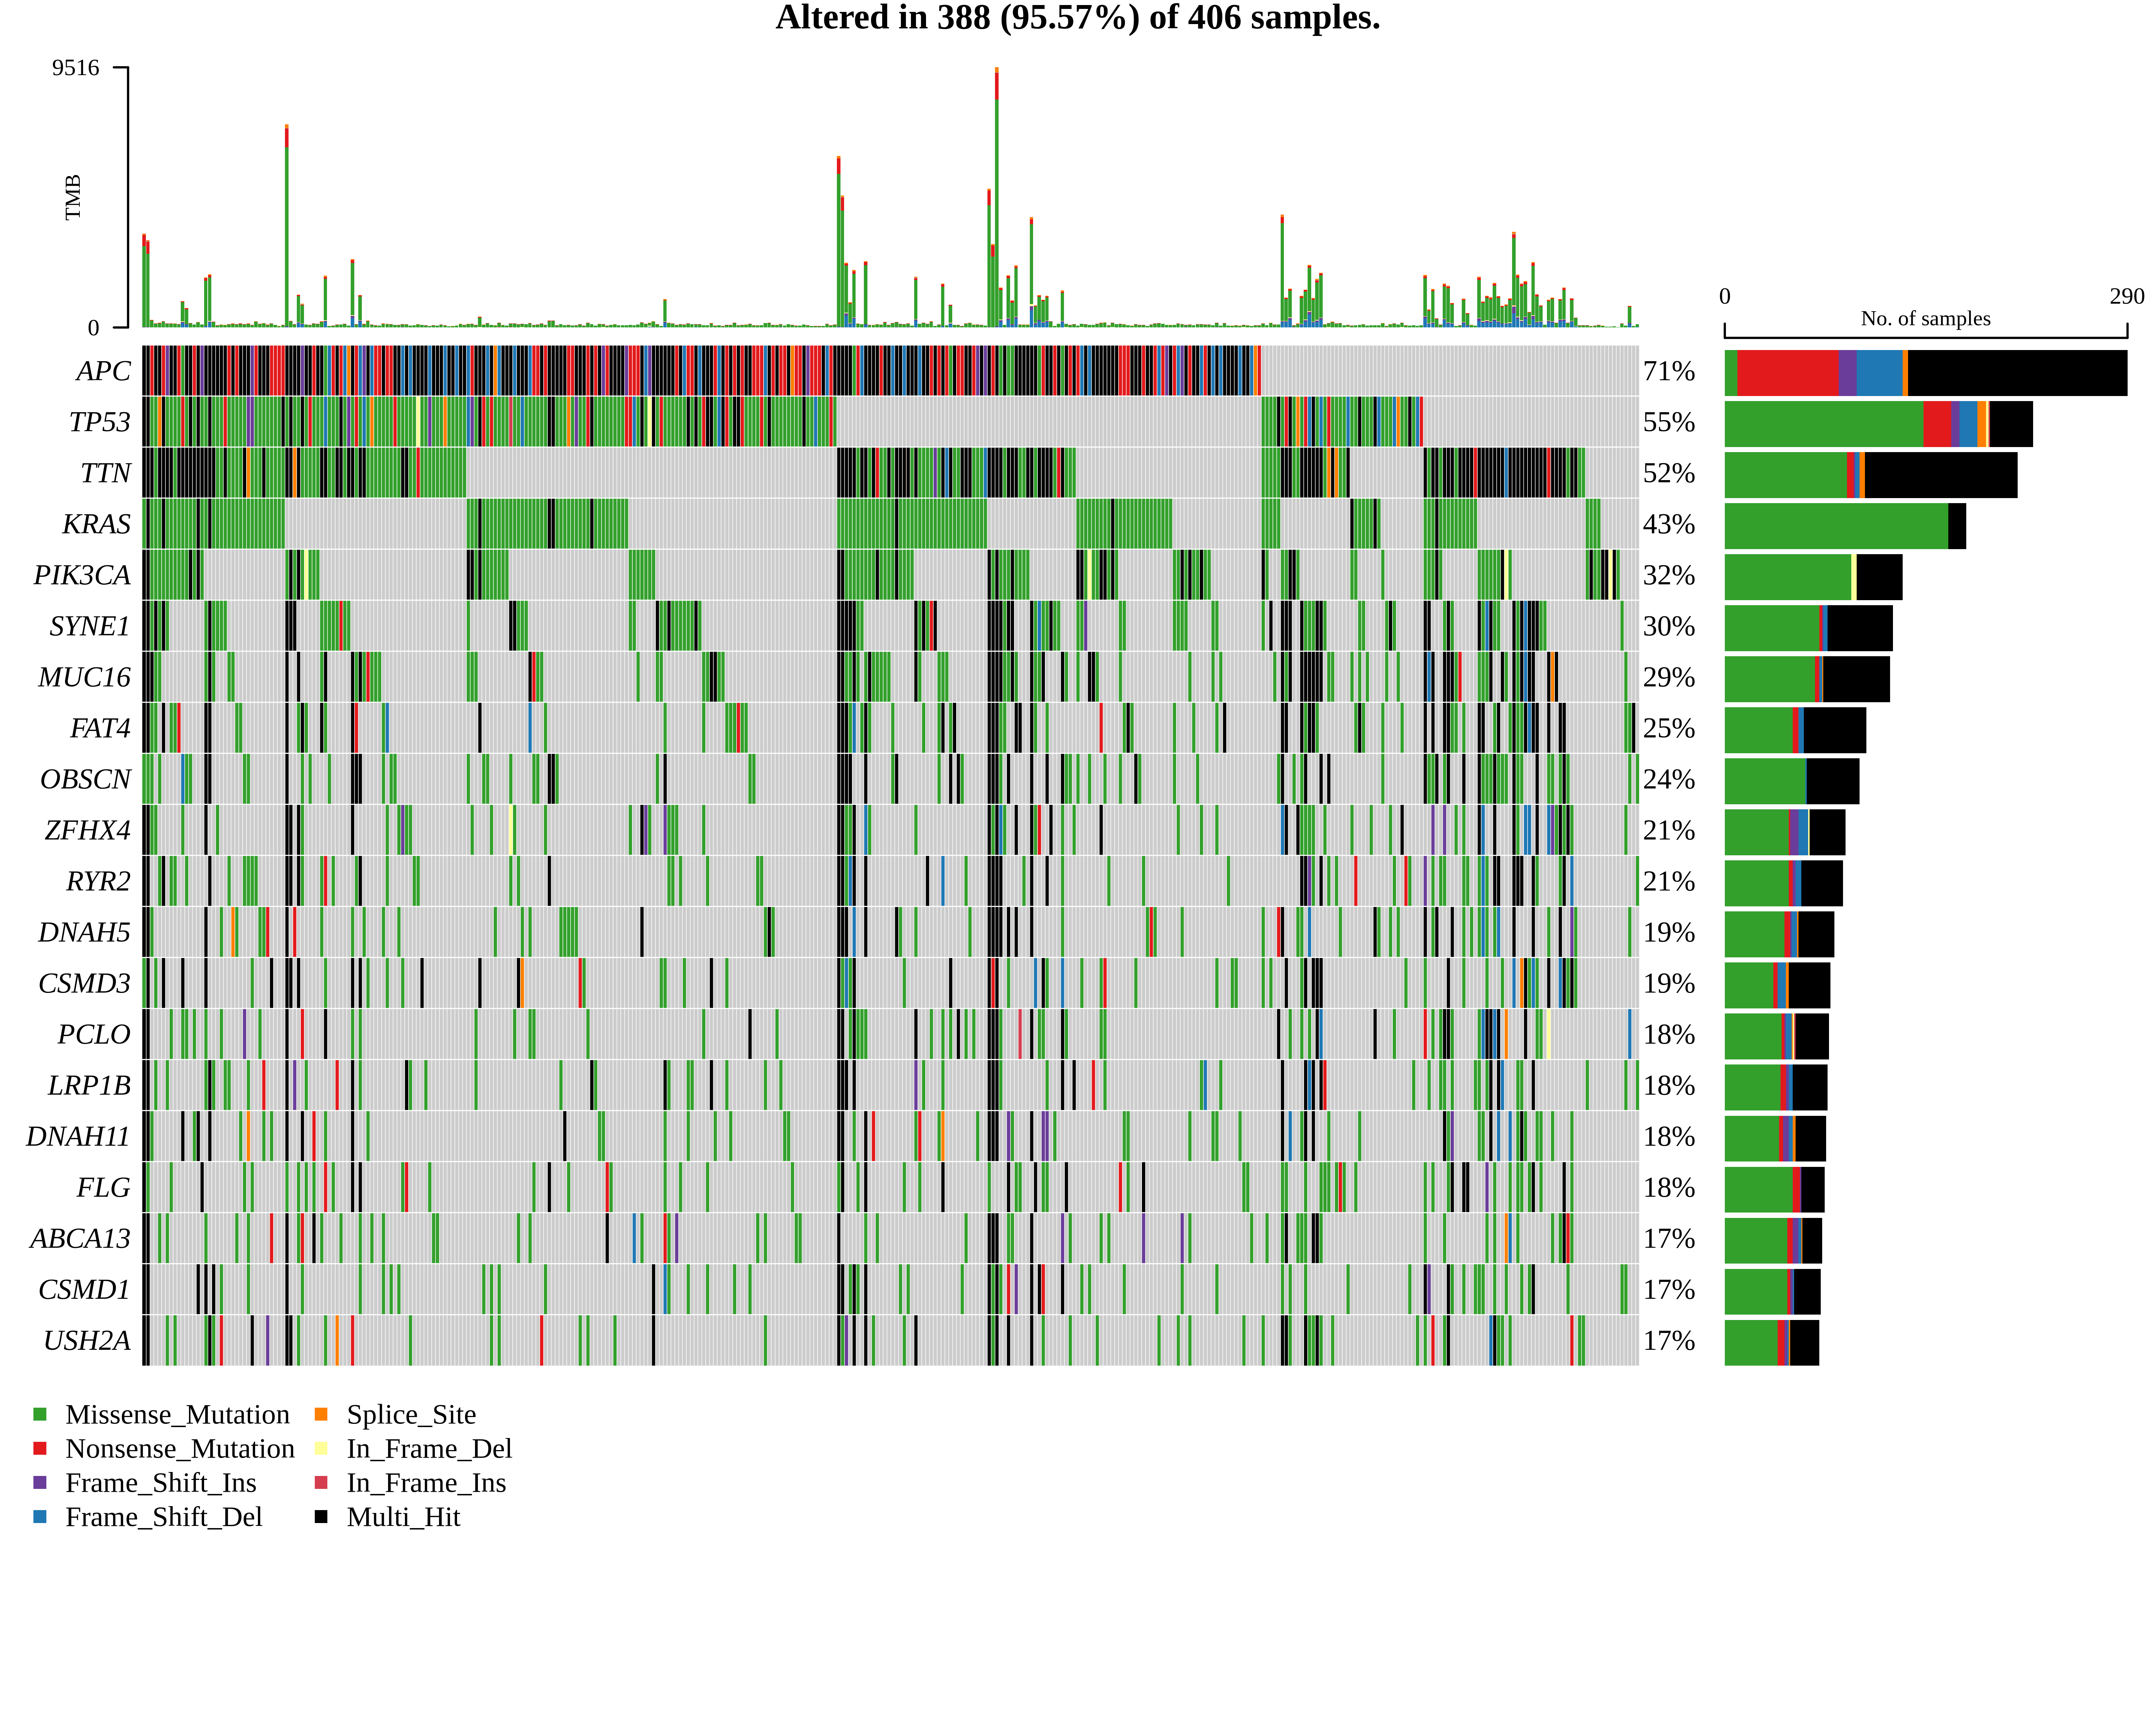 Altered in 388 (95.57%) of 406 samples.
9516
TMB
0
0 290
No. of samples
APC 71%
TP53 55%
TTN 52%
KRAS 43%
PIK3CA 32%
SYNE1 30%
MUC16 29%
FAT4 25%
OBSCN 24%
ZFHX4 21%
RYR2 21%
DNAH5 19%
CSMD3 19%
PCLO 18%
LRP1B 18%
DNAH11 18%
FLG 18%
ABCA13 17%
CSMD1 17%
USH2A 17%
Missense_Mutation Splice_Site
Nonsense_Mutation In_Frame_Del
Frame_Shift_Ins In_Frame_Ins
Frame_Shift_Del Multi_Hit